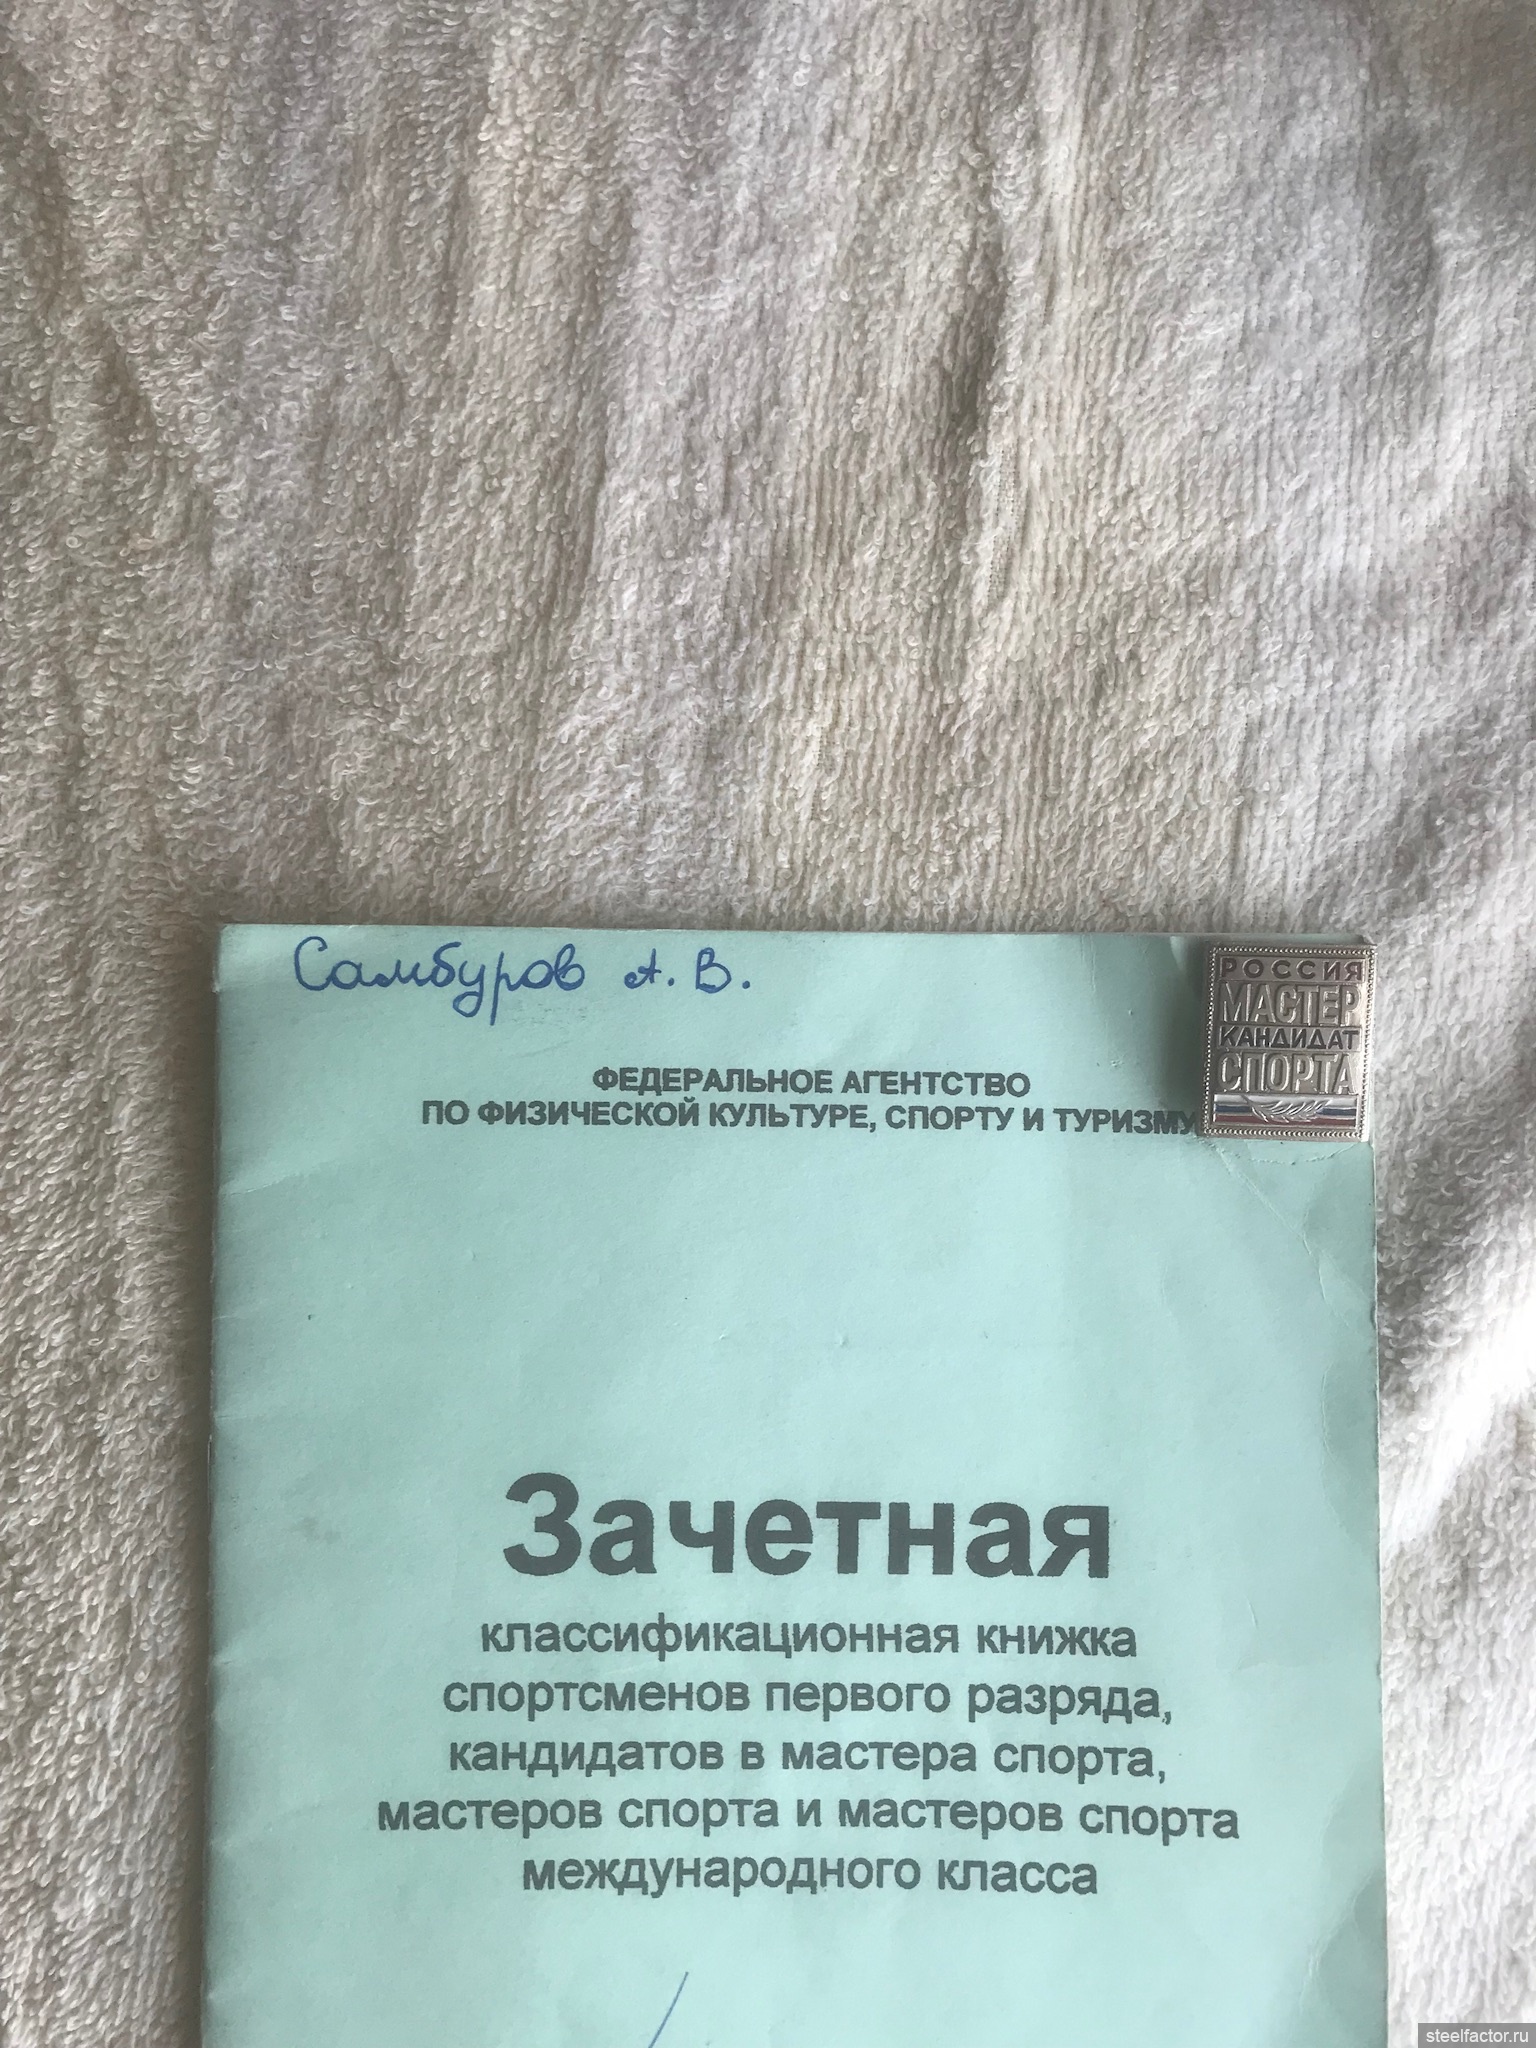 Самбуров А. В.
РОССИЯ
МАСТЕР
КАНДИДАТ
СПОРТА
ФЕДЕРАЛЬНОЕ АГЕНТСТВО
ПО ФИЗИЧЕСКОЙ КУЛЬТУРЕ, СПОРТУ И ТУРИЗМУ
Зачетная
классификационная книжка
спортсменов первого разряда,
кандидатов в мастера спорта,
мастеров спорта и мастеров спорта
международного класса
steelfactor.ru